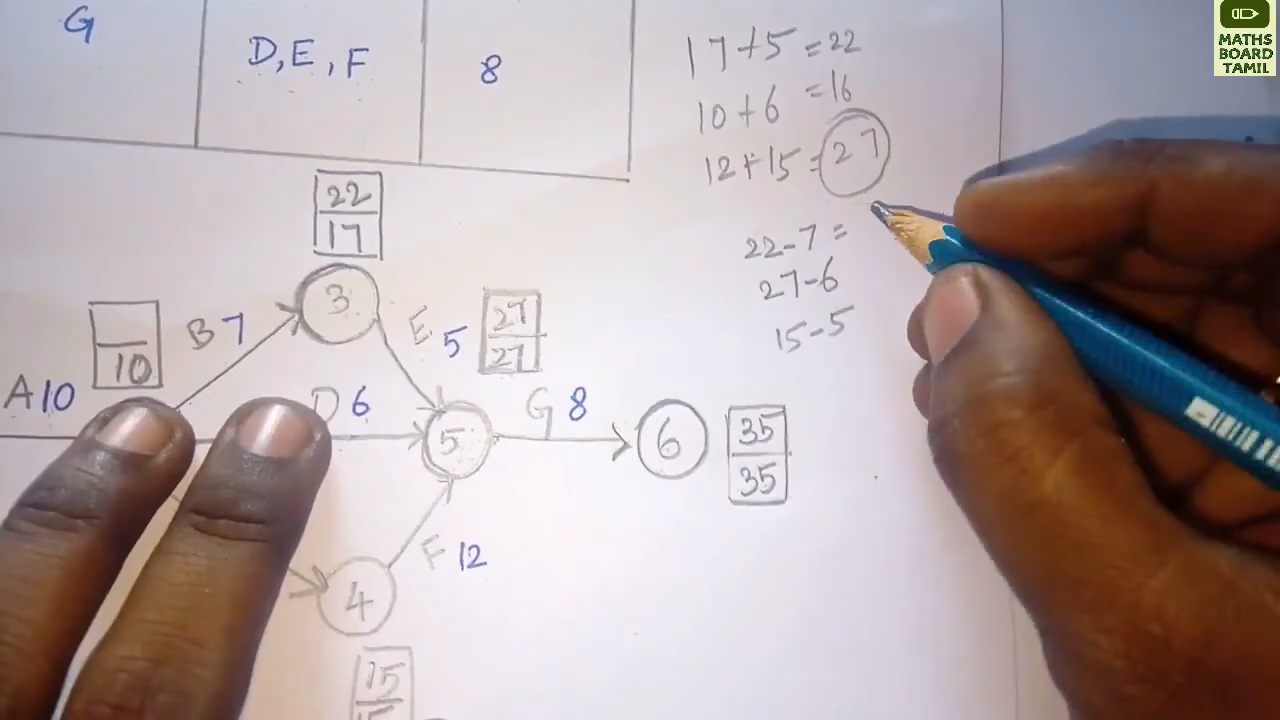 G
D, E, F
8
17+5 = 22
10+6 = 16
12+15 = 27
22-7 =
27-6
15-5
22
17
3
B 7
E 5
27
27
A 10
10
D 6
5
G 8
6
35
35
F 12
4
15
15
MATHS
BOARD
TAMIL